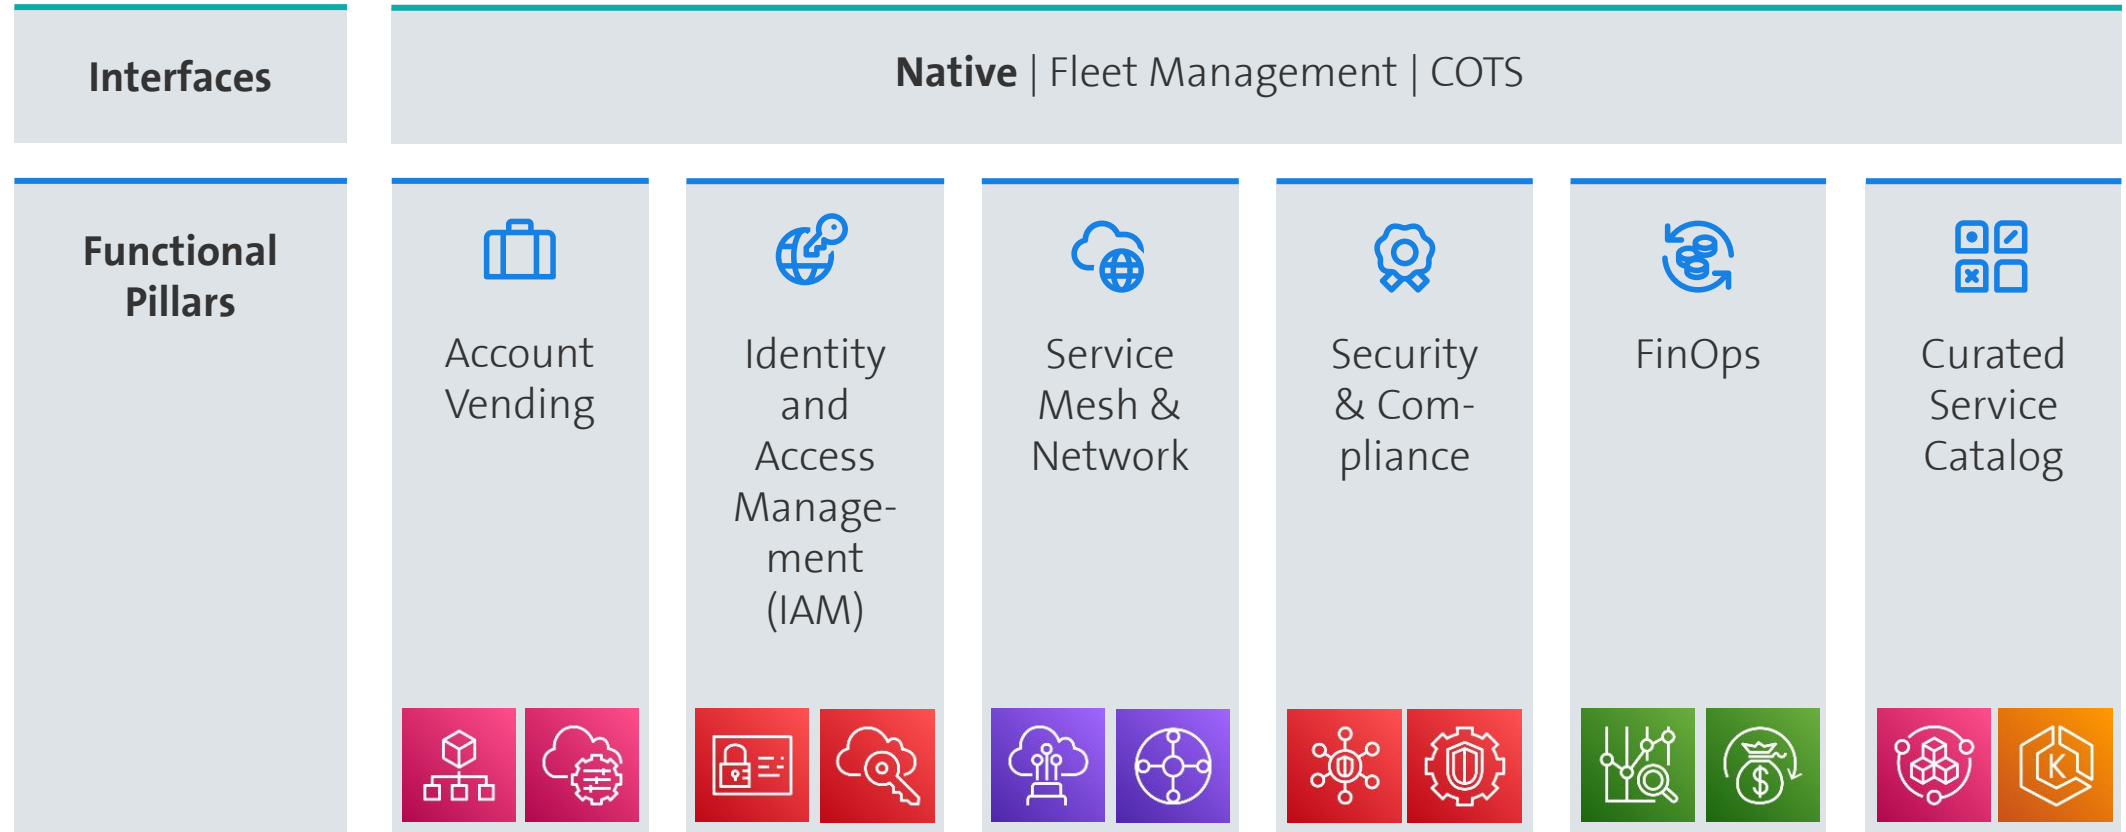 Interfaces
Native | Fleet Management | COTS
Functional
Pillars
Account
Vending
Identity
and
Access
Manage-
ment
(IAM)
Service
Mesh &
Network
Security
& Com-
pliance
FinOps
Curated
Service
Catalog
$
K